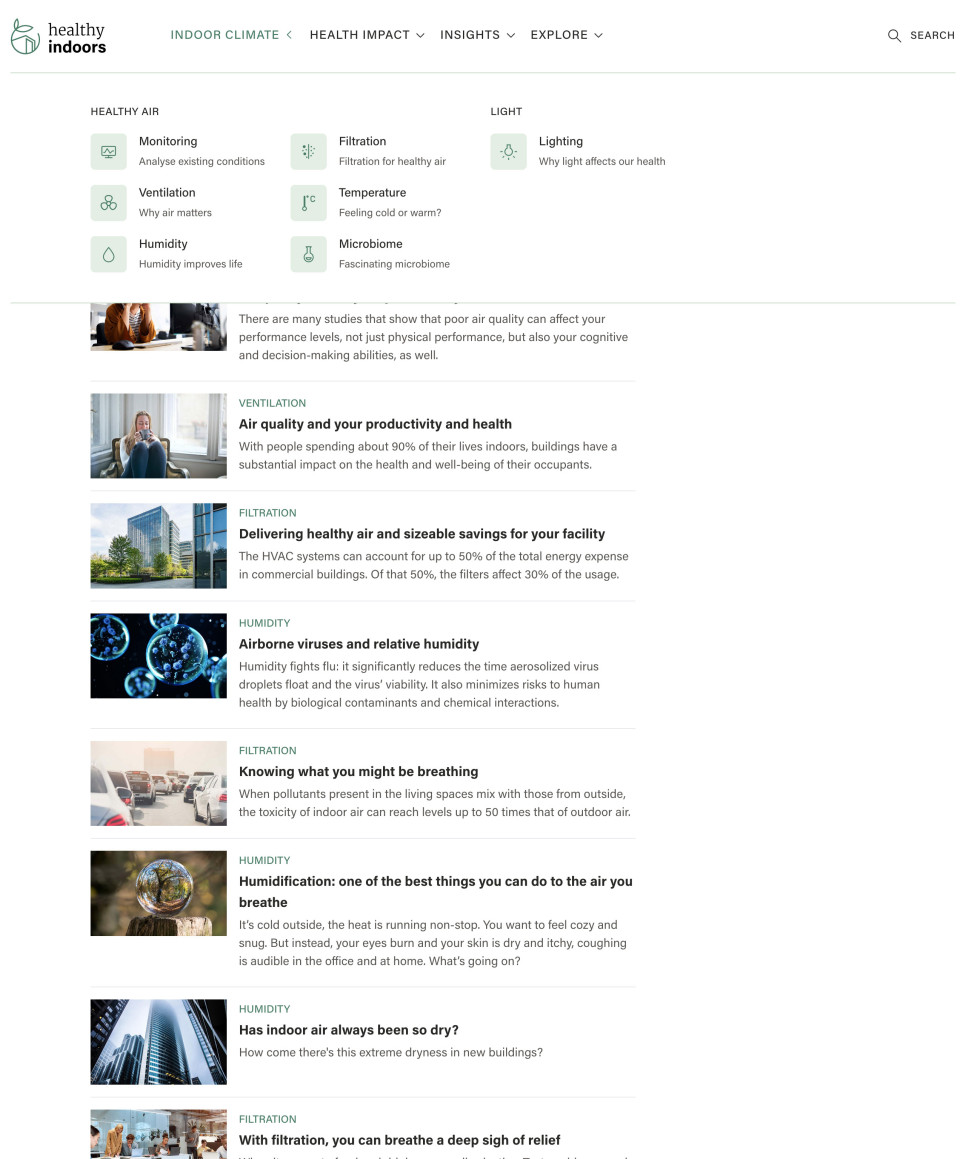 healthy
indoors
INDOOR CLIMATE
HEALTH IMPACT
INSIGHTS
EXPLORE
SEARCH
HEALTHY AIR
Monitoring
Analyse existing conditions
Ventilation
Why air matters
Humidity
Humidity improves life
Filtration
Filtration for healthy air
°C
Temperature
Feeling cold or warm?
Microbiome
Fascinating microbiome
LIGHT
Lighting
Why light affects our health
There are many studies that show that poor air quality can affect your
performance levels, not just physical performance, but also your cognitive
and decision-making abilities, as well.
VENTILATION
Air quality and your productivity and health
With people spending about 90% of their lives indoors, buildings have a
substantial impact on the health and well-being of their occupants.
FILTRATION
Delivering healthy air and sizeable savings for your facility
The HVAC systems can account for up to 50% of the total energy expense
in commercial buildings. Of that 50%, the filters affect 30% of the usage.
HUMIDITY
Airborne viruses and relative humidity
Humidity fights flu: it significantly reduces the time aerosolized virus
droplets float and the virus’ viability. It also minimizes risks to human
health by biological contaminants and chemical interactions.
FILTRATION
Knowing what you might be breathing
When pollutants present in the living spaces mix with those from outside,
the toxicity of indoor air can reach levels up to 50 times that of outdoor air.
HUMIDITY
Humidification: one of the best things you can do to the air you
breathe
It’s cold outside, the heat is running non-stop. You want to feel cozy and
snug. But instead, your eyes burn and your skin is dry and itchy, coughing
is audible in the office and at home. What’s going on?
HUMIDITY
Has indoor air always been so dry?
How come there's this extreme dryness in new buildings?
FILTRATION
With filtration, you can breathe a deep sigh of relief